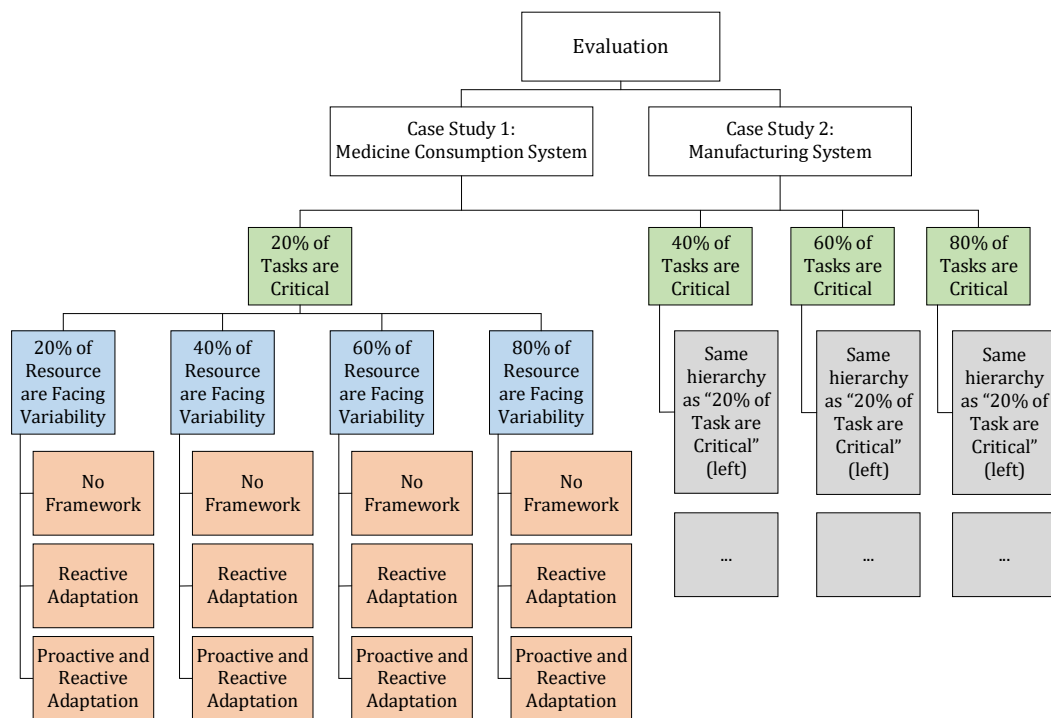 Evaluation
Case Study 1:
Medicine Consumption System
Case Study 2:
Manufacturing System
20% of
Tasks are
Critical
40% of
Tasks are
Critical
60% of
Tasks are
Critical
80% of
Tasks are
Critical
20% of
Resource
are Facing
Variability
40% of
Resource
are Facing
Variability
60% of
Resource
are Facing
Variability
80% of
Resource
are Facing
Variability
Same
hierarchy
as “20% of
Task are
Critical”
(left)
Same
hierarchy
as “20% of
Task are
Critical”
(left)
Same
hierarchy
as “20% of
Task are
Critical”
(left)
No
Framework
No
Framework
No
Framework
No
Framework
...
...
...
Reactive
Adaptation
Reactive
Adaptation
Reactive
Adaptation
Reactive
Adaptation
Proactive and
Reactive
Adaptation
Proactive and
Reactive
Adaptation
Proactive and
Reactive
Adaptation
Proactive and
Reactive
Adaptation